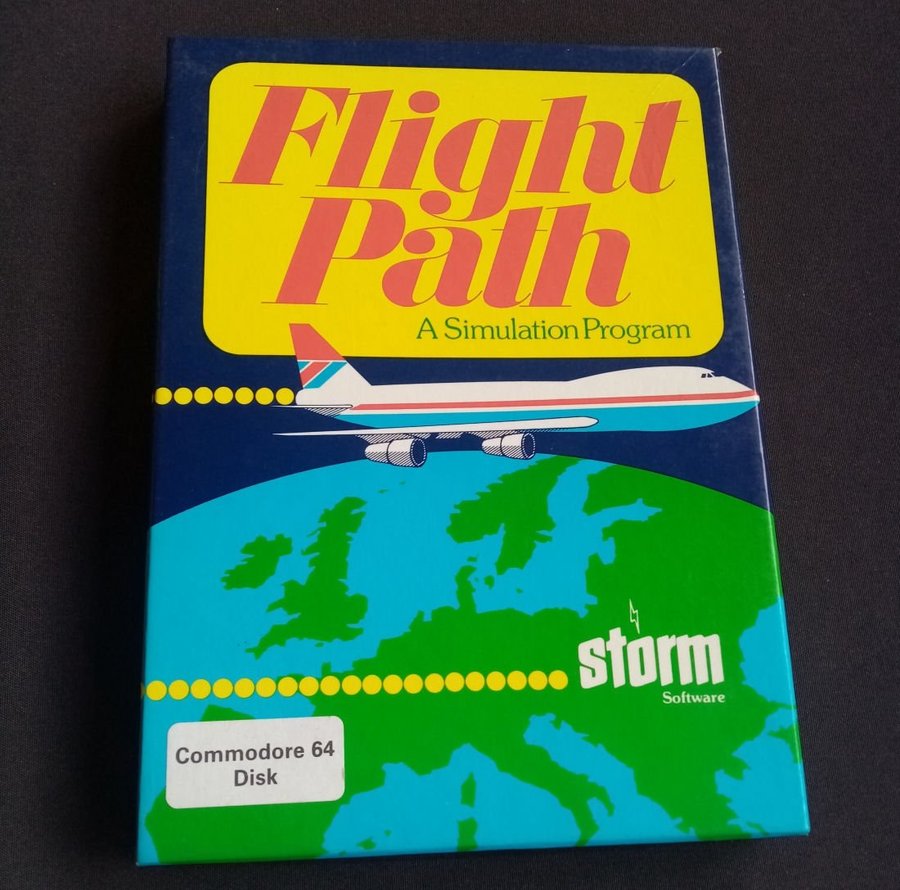 Flight
Path
A Simulation Program
storm
Software
Commodore 64
Disk